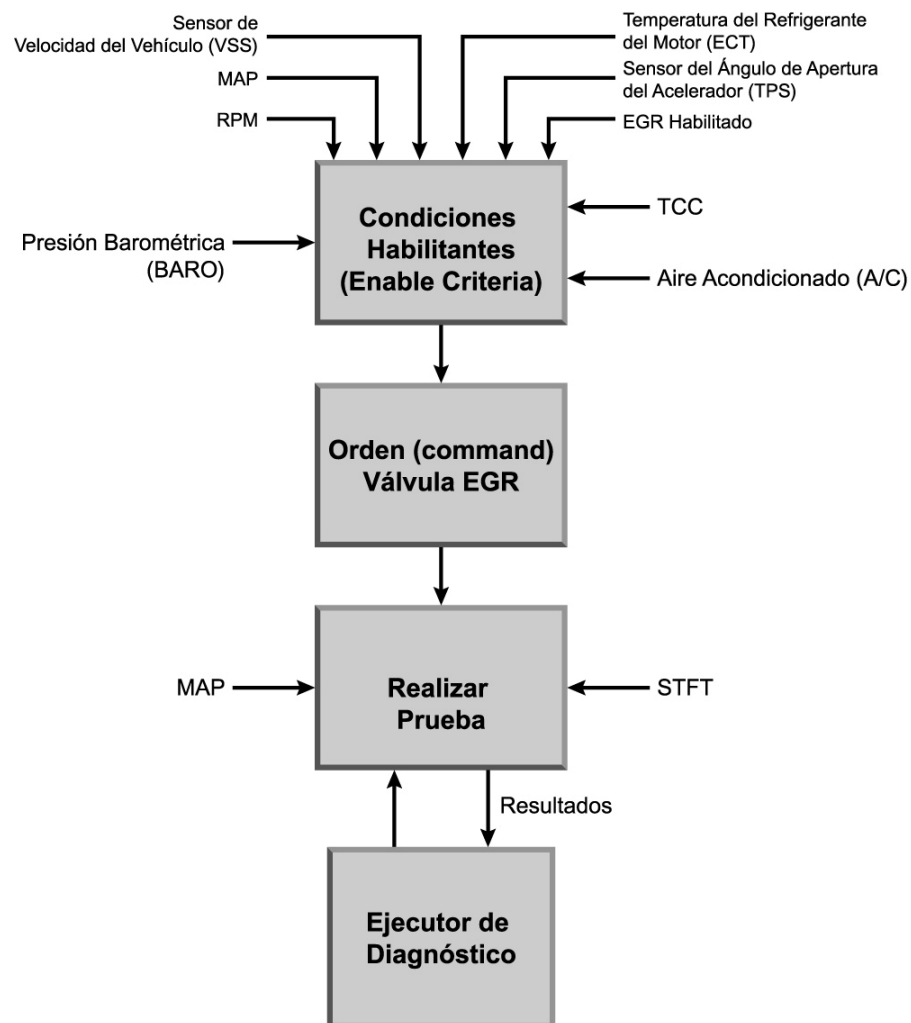 Sensor de
Velocidad del Vehículo (VSS)
MAP
RPM
Temperatura del Refrigerante
del Motor (ECT)
Sensor del Ángulo de Apertura
del Acelerador (TPS)
EGR Habilitado
Presión Barométrica
(BARO)
Condiciones
Habilitantes
(Enable Criteria)
TCC
Aire Acondicionado (A/C)
Orden (command)
Válvula EGR
MAP
Realizar
Prueba
STFT
Resultados
Ejecutor de
Diagnóstico